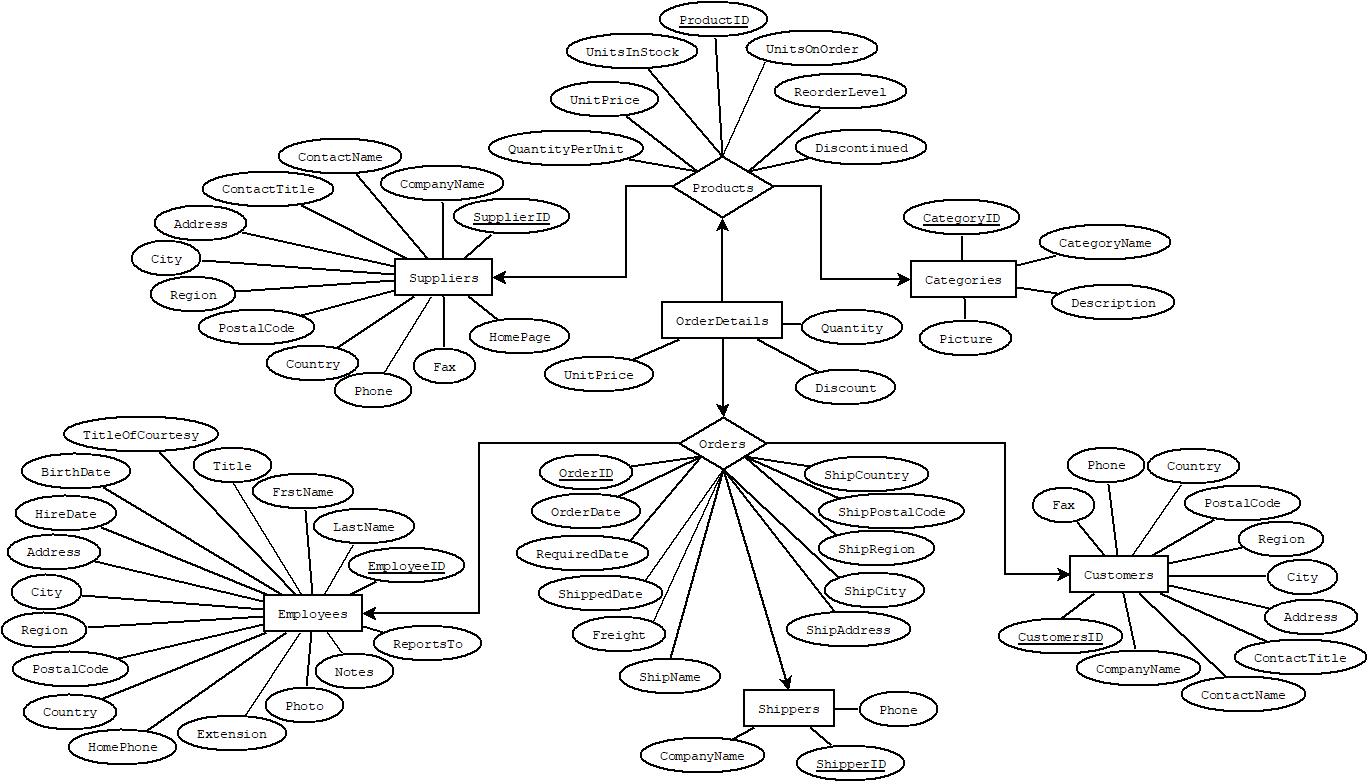 ProductID
UnitsInStock
UnitsOnOrder
UnitPrice
ReorderLevel
QuantityPerUnit
Discontinued
Products
ContactName
CompanyName
ContactTitle
SupplierID
Address
City
Region
Suppliers
PostalCode
HomePage
Country
Fax
Phone
CategoryID
CategoryName
Categories
Description
Picture
OrderDetails
Quantity
UnitPrice
Discount
TitleOfCourtesy
Title
BirthDate
FrstName
HireDate
LastName
Address
EmployeeID
City
Employees
Region
ReportsTo
PostalCode
Notes
Country
Photo
Extension
HomePhone
Orders
OrderID
ShipCountry
OrderDate
ShipPostalCode
RequiredDate
ShipRegion
ShippedDate
ShipCity
Freight
ShipAddress
ShipName
Shippers
Phone
CompanyName
ShipperID
Phone
Country
Fax
PostalCode
Region
Customers
City
Address
CustomersID
ContactTitle
CompanyName
ContactName